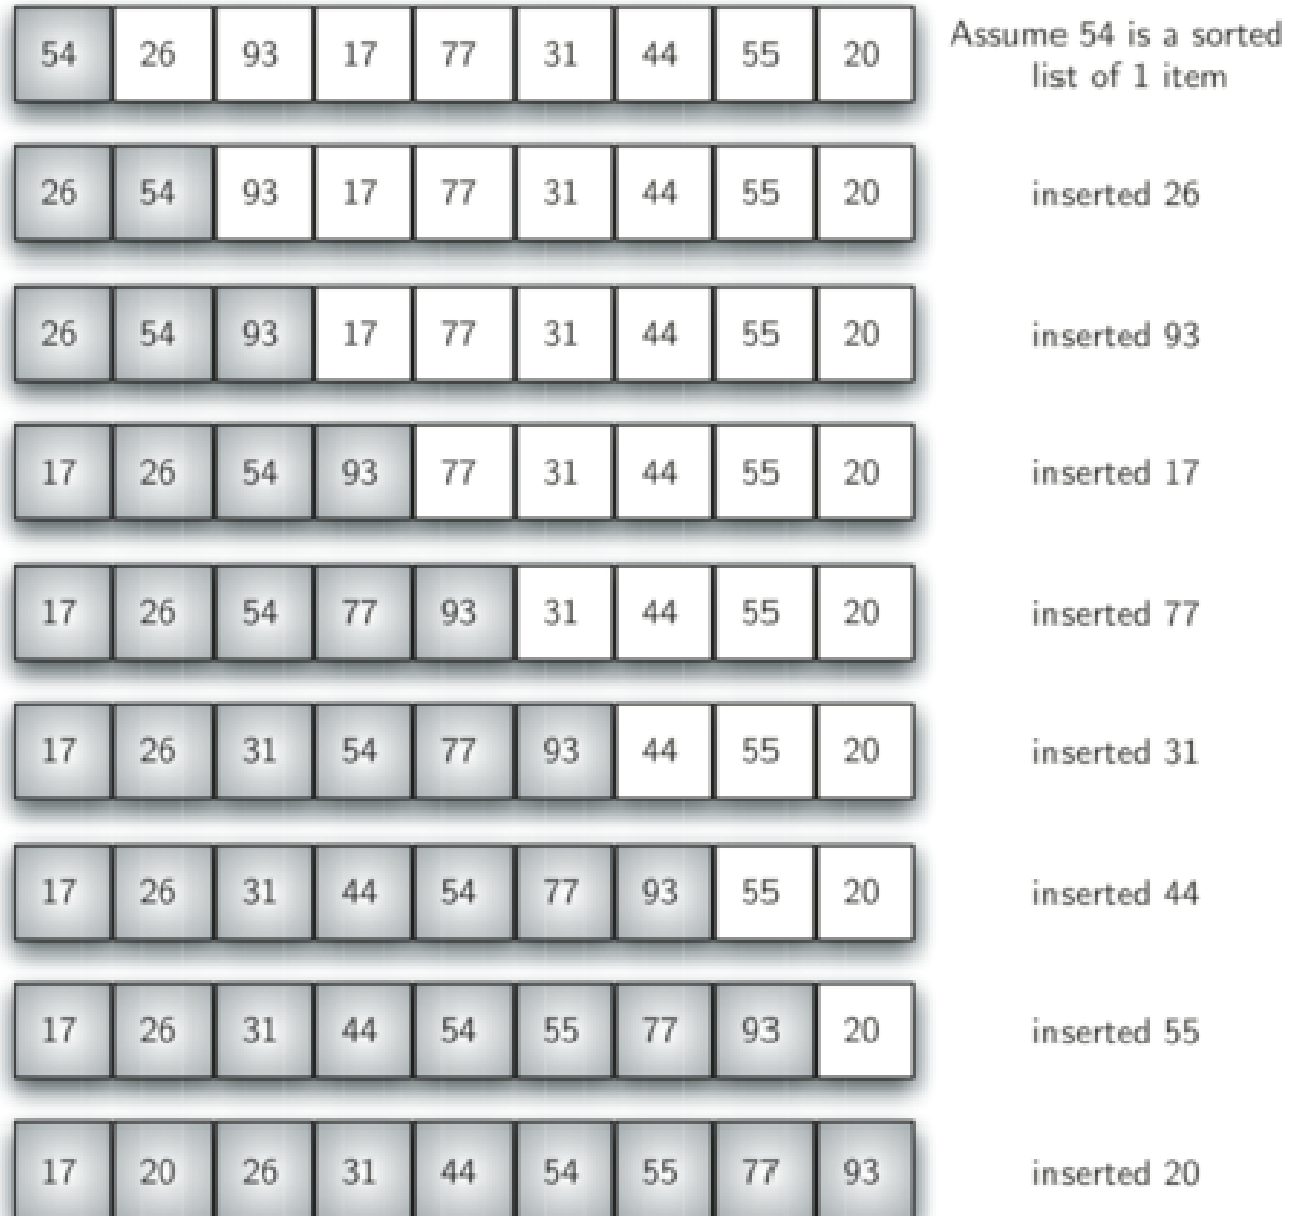 54 26 93 17 77 31 44 55 20 Assume 54 is a sorted
list of 1 item
26 54 93 17 77 31 44 55 20 inserted 26
26 54 93 17 77 31 44 55 20 inserted 93
17 26 54 93 77 31 44 55 20 inserted 17
17 26 54 77 93 31 44 55 20 inserted 77
17 26 31 54 77 93 44 55 20 inserted 31
17 26 31 44 54 77 93 55 20 inserted 44
17 26 31 44 54 55 77 93 20 inserted 55
17 20 26 31 44 54 55 77 93 inserted 20